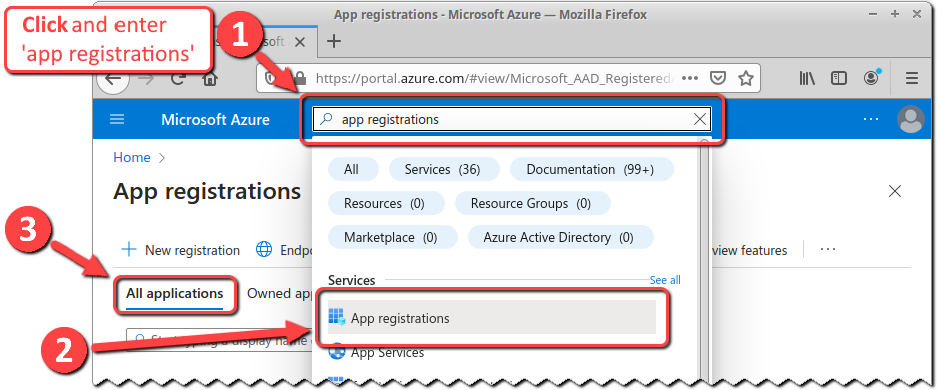 App registrations - Microsoft Azure — Mozilla Firefox
Click and enter
'app registrations'
1
https://portal.azure.com/#view/Microsoft_AAD_Registered
Microsoft Azure
app registrations
Home
App registrations
All
Services (36)
Documentation (99+)
Resources (0)
Resource Groups (0)
Marketplace (0)
Azure Active Directory (0)
3
New registration
Endpo
view features
Services
See all
All applications
Owned app
App registrations
2
App Services